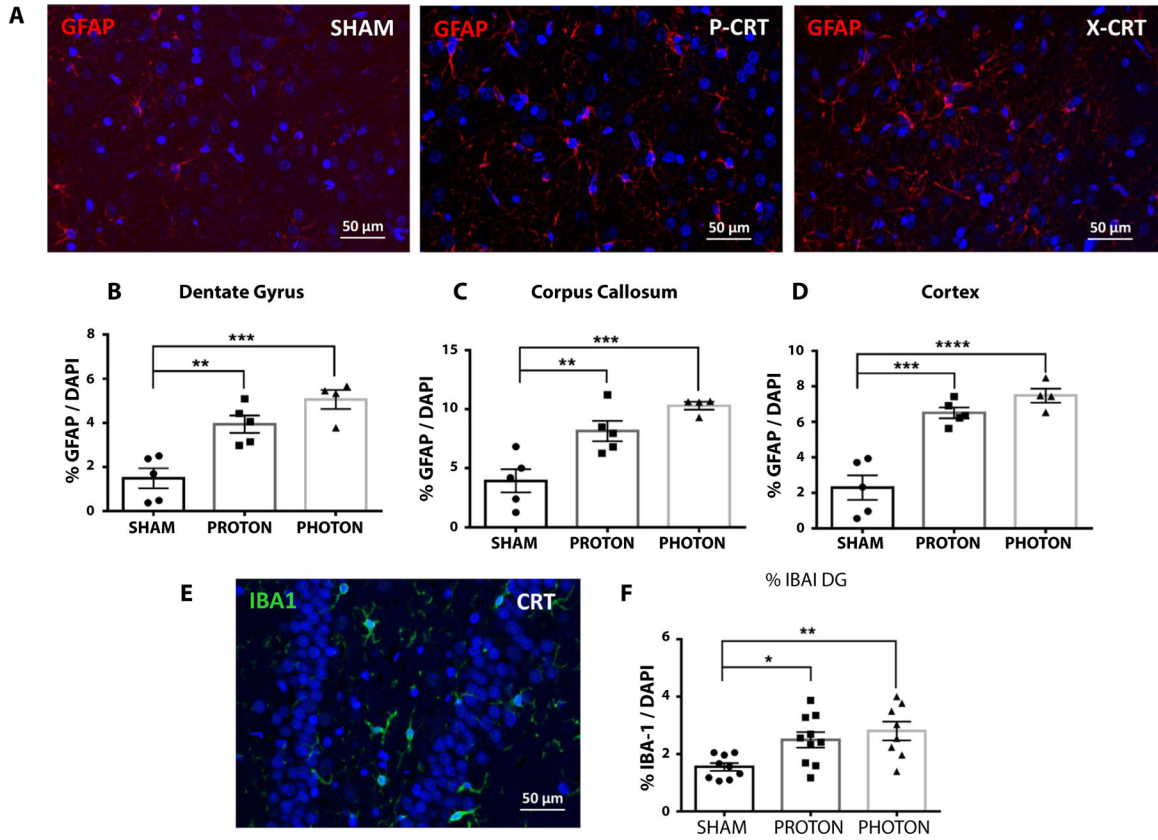 A
GFAP SHAM
50 µm
GFAP P-CRT
50 µm
GFAP X-CRT
50 µm
B Dentate Gyrus
% GFAP / DAPI
8
6
4
2
0
**
***
SHAM PROTON PHOTON
C Corpus Callosum
% GFAP / DAPI
15
10
5
0
**
***
SHAM PROTON PHOTON
D Cortex
% GFAP / DAPI
10
8
6
4
2
0
***
****
SHAM PROTON PHOTON
E
IBA1 CRT
50 µm
F
% IBAI DG
% IBA-1 / DAPI
6
4
2
0
*
**
SHAM PROTON PHOTON